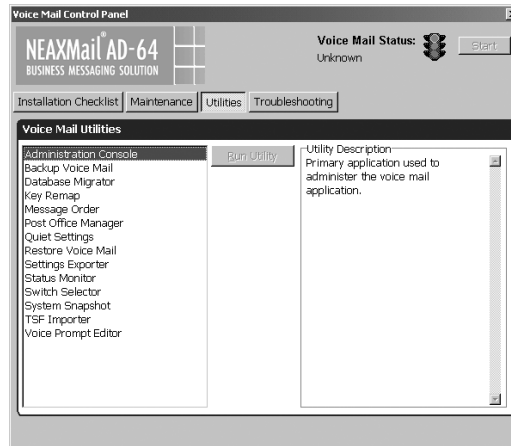 Voice Mail Control Panel
NEAXMail® AD-64
BUSINESS MESSAGING SOLUTION
Voice Mail Status:
Unknown
Start
Installation Checklist
Maintenance
Utilities
Troubleshooting
Voice Mail Utilities
Administration Console
Backup Voice Mail
Database Migrator
Key Remap
Message Order
Post Office Manager
Quiet Settings
Restore Voice Mail
Settings Exporter
Status Monitor
Switch Selector
System Snapshot
TSF Importer
Voice Prompt Editor
Run Utility
Utility Description
Primary application used to
administer the voice mail
application.